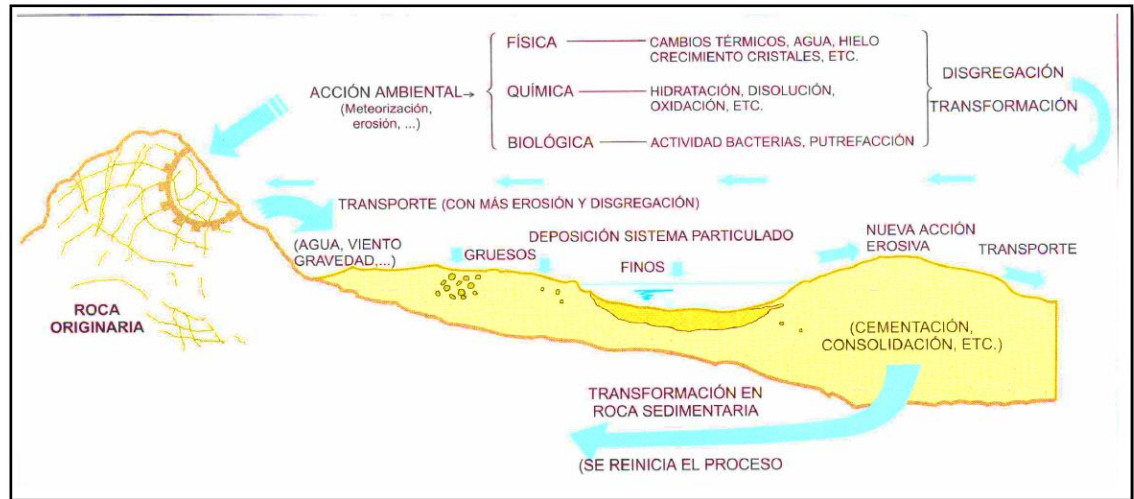 FÍSICA
CAMBIOS TÉRMICOS, AGUA, HIELO
CRECIMIENTO CRISTALES, ETC.
ACCIÓN AMBIENTAL
(Meteorización,
erosión, ...)
QUÍMICA
HIDRATACIÓN, DISOLUCIÓN,
OXIDACIÓN, ETC.
BIOLÓGICA
ACTIVIDAD BACTERIAS, PUTREFACCIÓN
DISGREGACIÓN
TRANSFORMACIÓN
TRANSPORTE (CON MÁS EROSIÓN Y DISGREGACIÓN)
(AGUA, VIENTO
GRAVEDAD,...)
DEPOSICIÓN SISTEMA PARTICULADO
GRUESOS
FINOS
NUEVA ACCIÓN
EROSIVA
TRANSPORTE
ROCA
ORIGINARIA
(CEMENTACIÓN,
CONSOLIDACIÓN, ETC.)
TRANSFORMACIÓN EN
ROCA SEDIMENTARIA
(SE REINICIA EL PROCESO